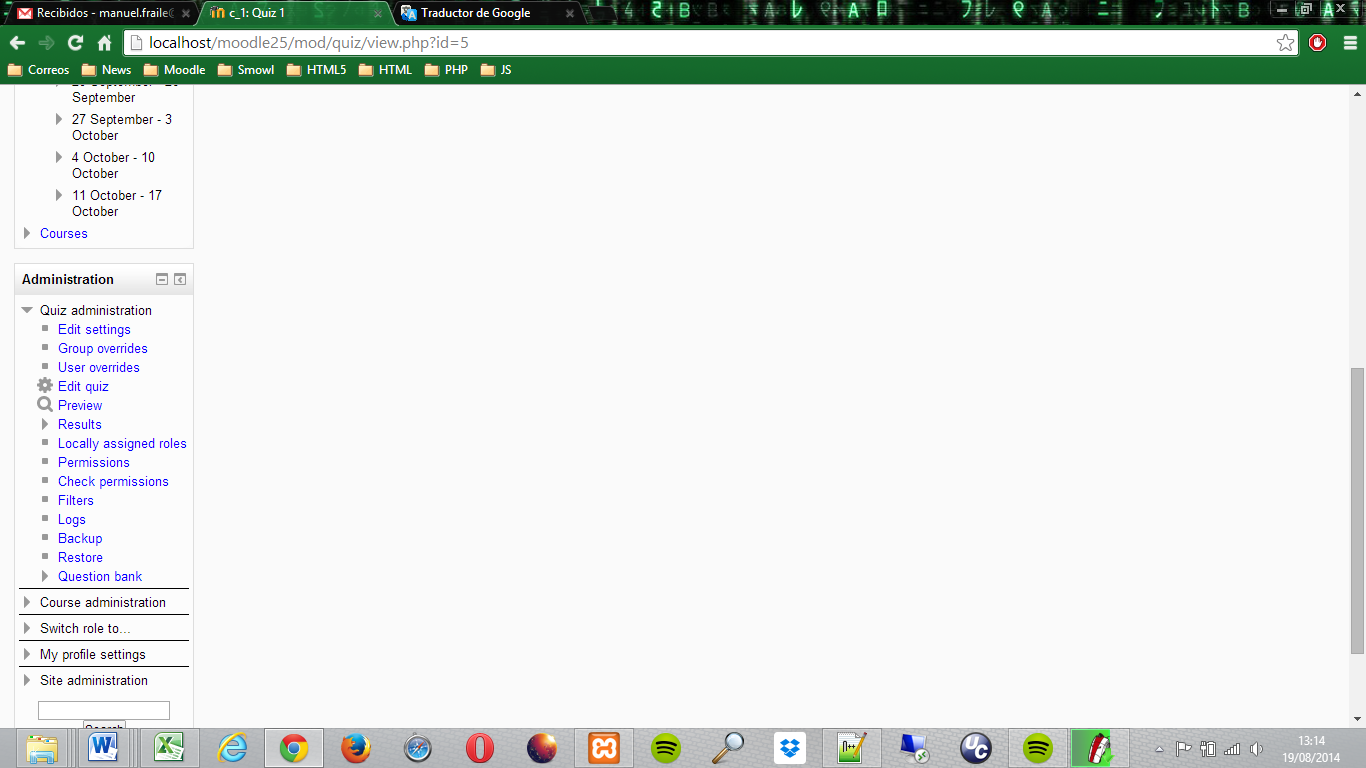 Recibidos - manuel.fraile@
c_1: Quiz 1
Traductor de Google
localhost/moodle25/mod/quiz/view.php?id=5
Correos
News
Moodle
Smowl
HTML5
HTML
PHP
JS
September
27 September - 3
October
4 October - 10
October
11 October - 17
October
Courses
Administration
Quiz administration
Edit settings
Group overrides
User overrides
Edit quiz
Preview
Results
Locally assigned roles
Permissions
Check permissions
Filters
Logs
Backup
Restore
Question bank
Course administration
Switch role to...
My profile settings
Site administration
Search
13:14
19/08/2014